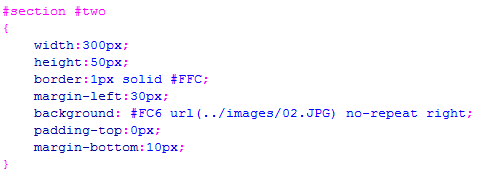 #section #two
{
width:300px;
height:50px;
border:1px solid #FFC;
margin-left:30px;
background: #FC6 url(../images/02.JPG) no-repeat right;
padding-top:0px;
margin-bottom:10px;
}